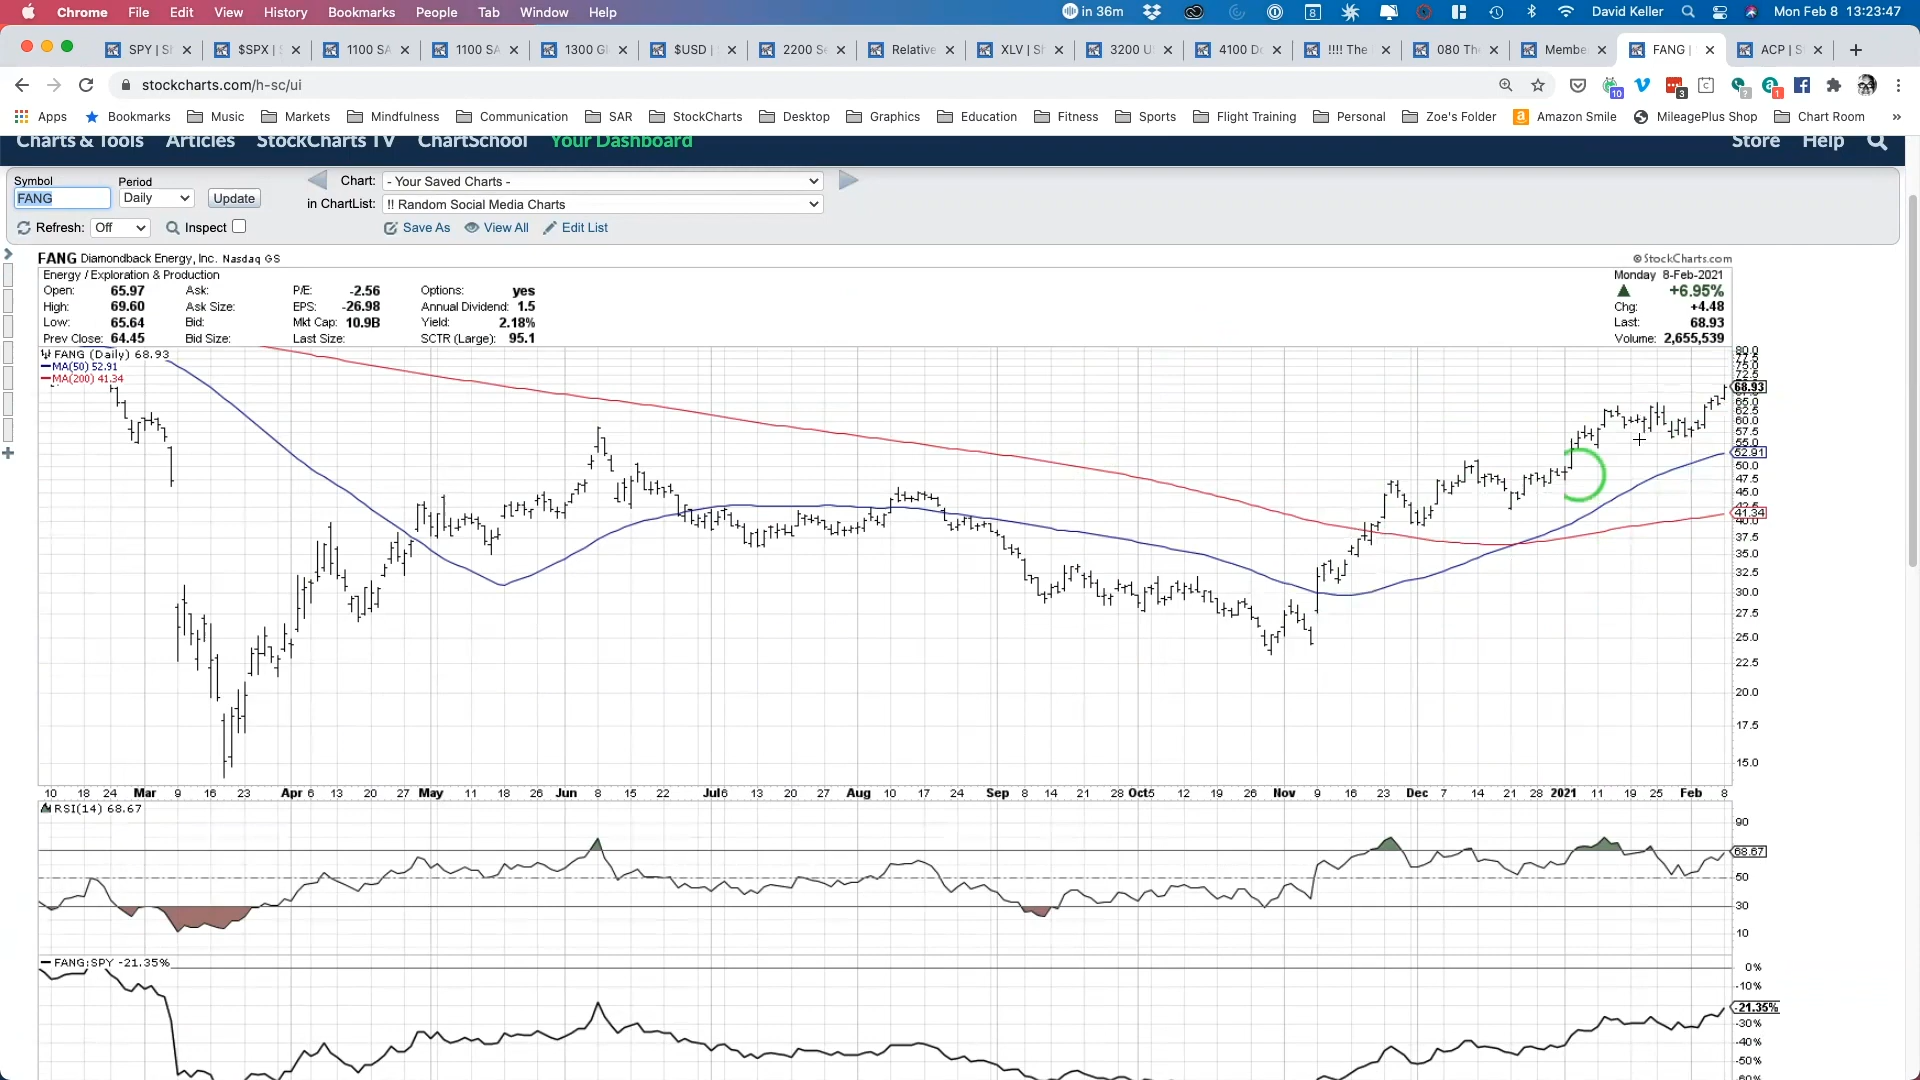 Chrome File Edit View History Bookmarks People Tab Window Help in 36m 8 David Keller Mon Feb 8 13:23:47
SPY | S $SPX | 1100 SA 1100 SA 1300 G $USD | 2200 Se Relative XLV | S 3200 U 4100 Do !!!! The 080 Th Membe FANG | ACP | S
stockcharts.com/h-sc/ui 10 3 ? 1
Apps Bookmarks Music Markets Mindfulness Communication SAR StockCharts Desktop Graphics Education Fitness Sports Flight Training Personal Zoe's Folder Amazon Smile MileagePlus Shop Chart Room »
Charts & Tools Articles StockCharts TV ChartSchool Your Dashboard Store Help
Symbol Period Chart: - Your Saved Charts -
FANG Daily Update in ChartList: !! Random Social Media Charts
Refresh: Off Inspect Save As View All Edit List
FANG Diamondback Energy, Inc. Nasdaq GS ©StockCharts.com
Energy / Exploration & Production Monday 8-Feb-2021
Open: 65.97 Ask: P/E: -2.56 Options: yes +6.95%
High: 69.60 Ask Size: EPS: -26.98 Annual Dividend: 1.5 Chg: +4.48
Low: 65.64 Bid: Mkt Cap: 10.9B Yield: 2.18% Last: 68.93
Prev Close: 64.45 Bid Size: Last Size: SCTR (Large): 95.1 Volume: 2,655,539
FANG (Daily) 68.93
MA(50) 52.91
MA(200) 41.34
80.0
77.5
75.0
72.5
68.93
65.0
62.5
60.0
57.5
55.0
52.91
50.0
47.5
45.0
41.34
40.0
37.5
35.0
32.5
30.0
27.5
25.0
22.5
20.0
17.5
15.0
10 18 24 Mar 9 16 23 Apr 6 13 20 27 May 11 18 26 Jun 8 15 22 Jul 6 13 20 27 Aug 10 17 24 Sep 8 14 21 28 Oct 5 12 19 26 Nov 9 16 23 Dec 7 14 21 28 2021 11 19 25 Feb 8
RSI(14) 68.67
90
68.67
50
30
10
FANG:SPY -21.35%
0%
-10%
-21.35%
-30%
-40%
-50%